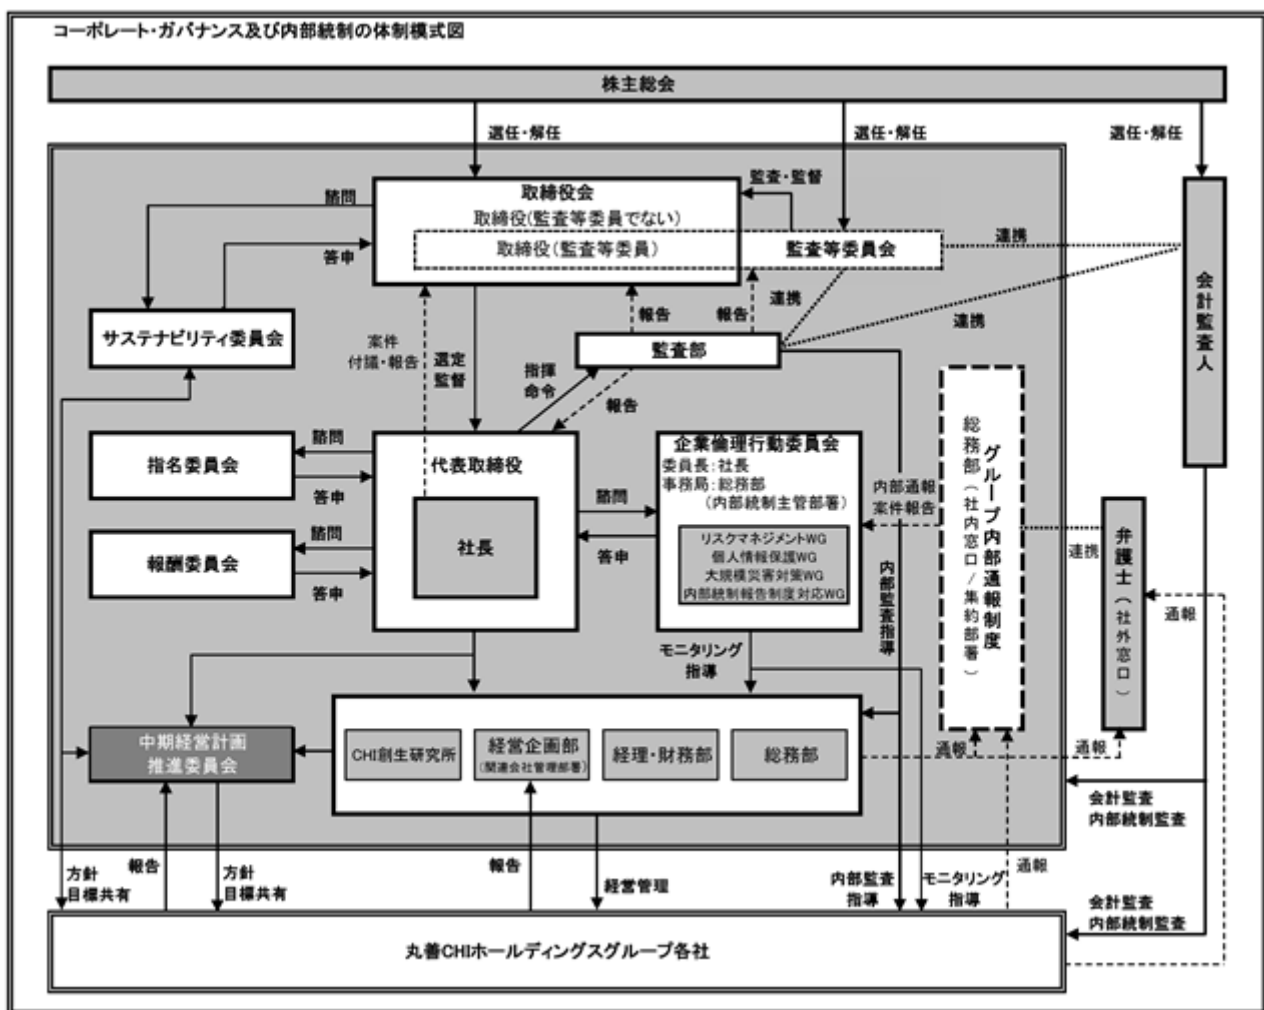 コーポレート・ガバナンス及び内部統制の体制模式図
株主総会
選任・解任
選任・解任
選任・解任
取締役会
取締役(監査等委員でない)
取締役(監査等委員)
監査等委員会
監査・監督
諮問
答申
連携
連携
連携
報告
報告
サステナビリティ委員会
案件
付議・報告
選定
監督
監査部
指揮
命令
報告
会計監査人
指名委員会
諮問
答申
報酬委員会
諮問
答申
代表取締役
社長
諮問
答申
企業倫理行動委員会
委員長:社長
事務局:総務部
(内部統制主管部署)
リスクマネジメントWG
個人情報保護WG
大規模災害対策WG
内部統制報告制度対応WG
内部通報
案件報告
内部監査指導
グループ内部通報制度
総務部(社内窓口/集約部署)
連携
弁護士(社外窓口)
通報
モニタリング
指導
中期経営計画
推進委員会
CHI創生研究所
経営企画部
(関連会社管理部署)
経理・財務部
総務部
通報
通報
会計監査
内部統制監査
方針
目標共有
報告
方針
目標共有
報告
経営管理
内部監査
指導
モニタリング
指導
通報
会計監査
内部統制監査
丸善CHIホールディングスグループ各社